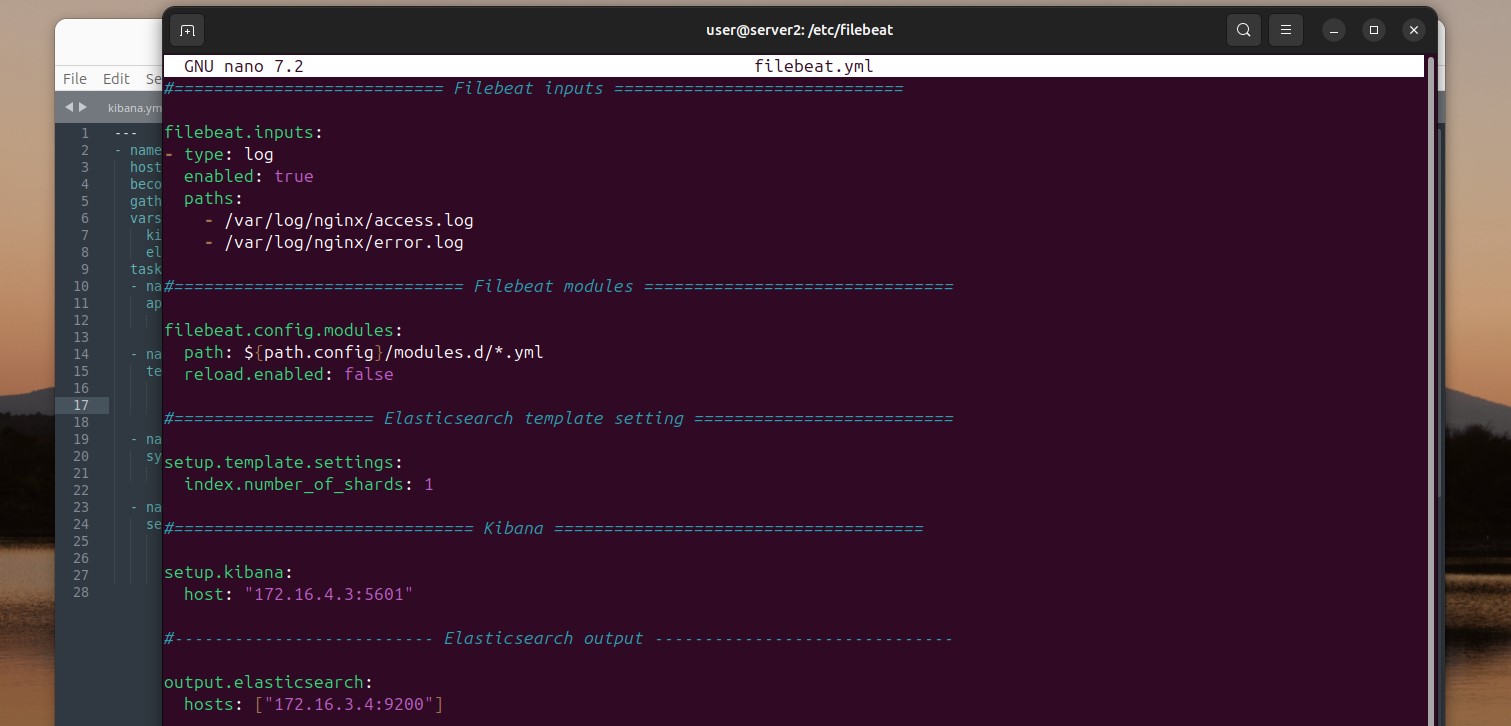 user@server2: /etc/filebeat
File Edit Se
kibana.ym
GNU nano 7.2 filebeat.yml
#=========================== Filebeat inputs =============================
filebeat.inputs:
- type: log
enabled: true
paths:
- /var/log/nginx/access.log
- /var/log/nginx/error.log
#============================= Filebeat modules ===============================
filebeat.config.modules:
path: ${path.config}/modules.d/*.yml
reload.enabled: false
#==================== Elasticsearch template setting ==========================
setup.template.settings:
index.number_of_shards: 1
#============================== Kibana =====================================
setup.kibana:
host: "172.16.4.3:5601"
#-------------------------- Elasticsearch output ------------------------------
output.elasticsearch:
hosts: ["172.16.3.4:9200"]
1 ---
2 - name
3 host
4 beco
5 gath
6 vars
7 ki
8 el
9 task
10 - na
11 ap
12
13
14 - na
15 te
16
17
18
19 - na
20 sy
21
22
23 - na
24 se
25
26
27
28